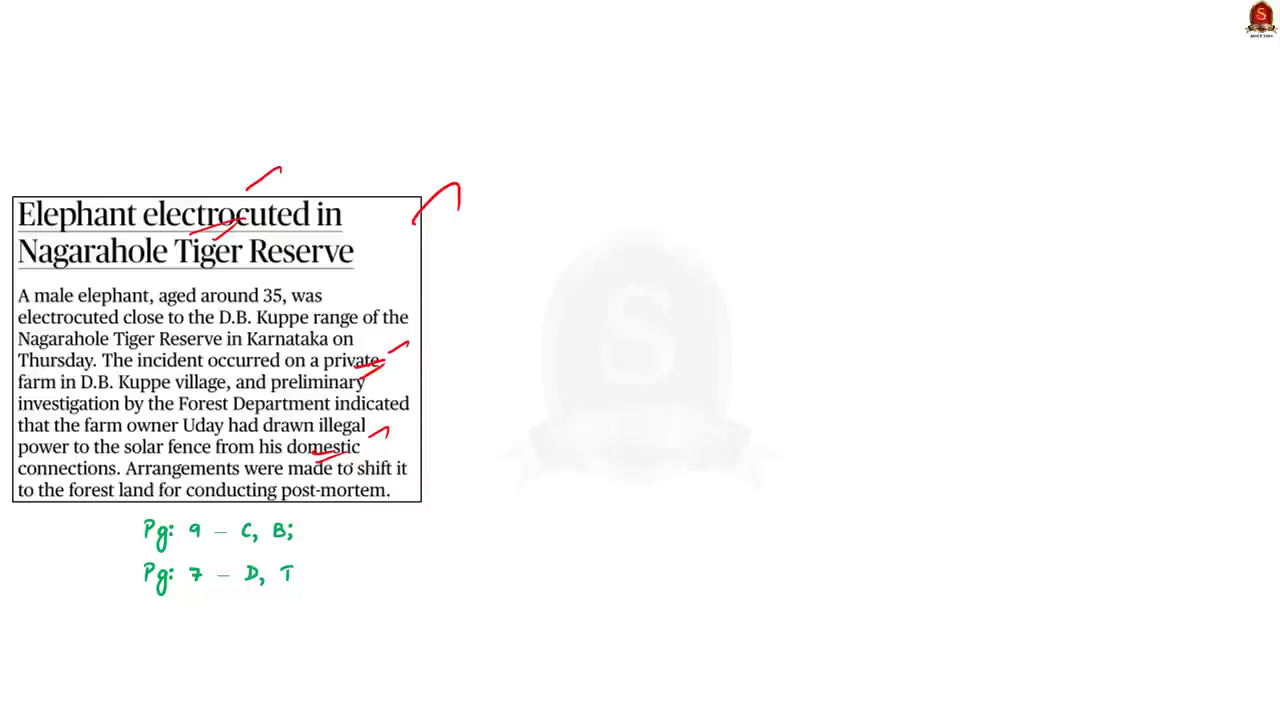 S
Elephant electrocuted in
Nagarahole Tiger Reserve
A male elephant, aged around 35, was
electrocuted close to the D.B. Kuppe range of the
Nagarahole Tiger Reserve in Karnataka on
Thursday. The incident occurred on a private
farm in D.B. Kuppe village, and preliminary
investigation by the Forest Department indicated
that the farm owner Uday had drawn illegal
power to the solar fence from his domestic
connections. Arrangements were made to shift it
to the forest land for conducting post-mortem.
Pg: 9 – C, B;
Pg: 7 – D, T
S